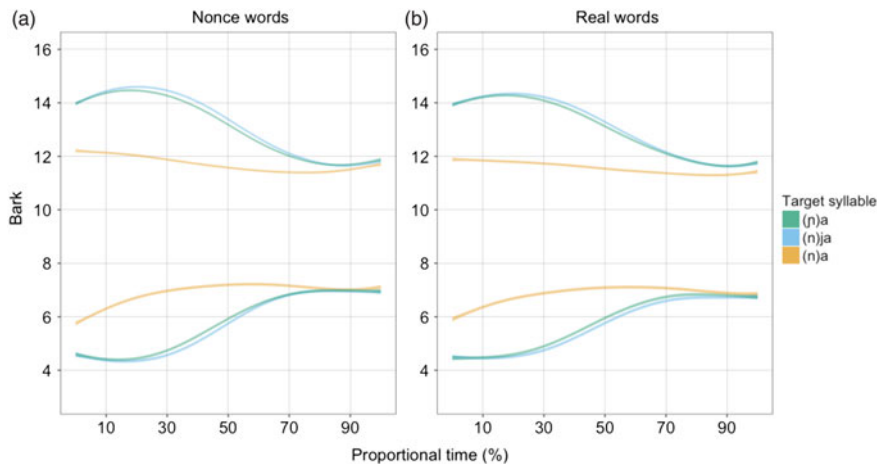 (a) Nonce words (b) Real words
16 16
14 14
12 12
Bark
10 10
8 8
6 6
4 4
10 30 50 70 90 10 30 50 70 90
Proportional time (%)
Target syllable
(ɲ)a
(n)ja
(n)a